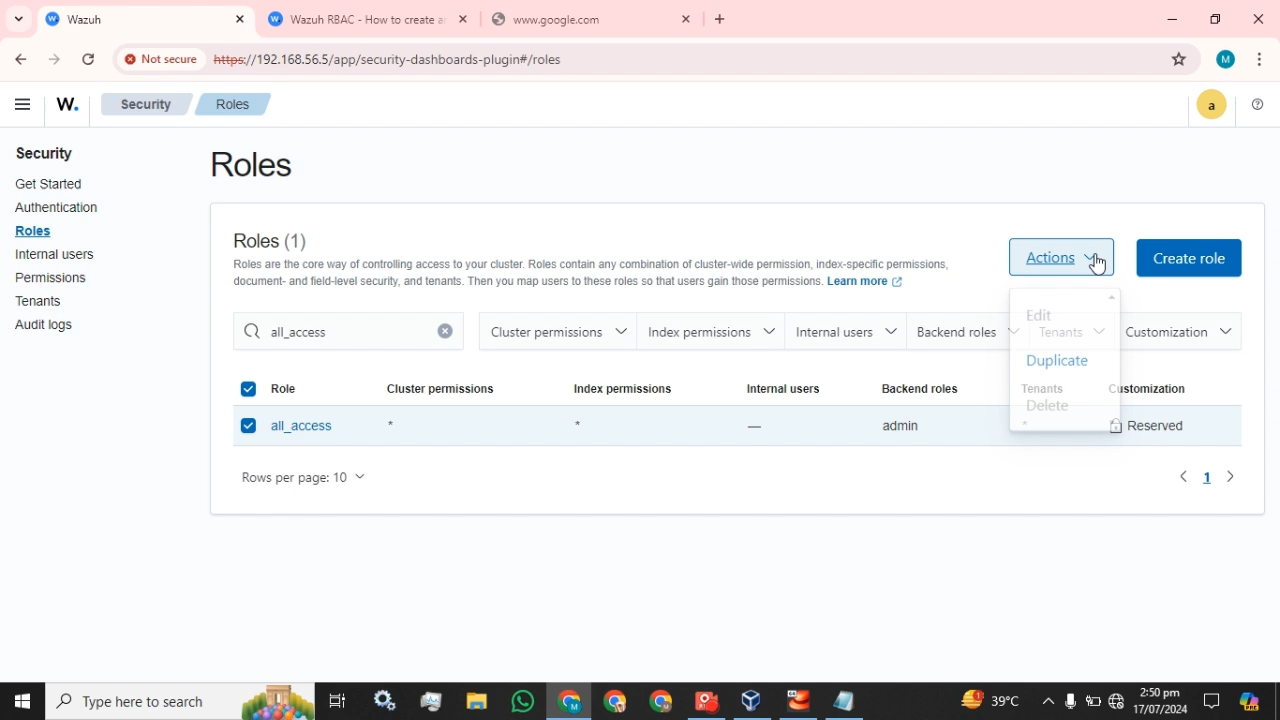 Wazuh
Wazuh RBAC - How to create a
www.google.com
Not secure
https://192.168.56.5/app/security-dashboards-plugin#/roles
M
W.
Security
Roles
a
Security
Get Started
Authentication
Roles
Internal users
Permissions
Tenants
Audit logs
Roles
Roles (1)
Roles are the core way of controlling access to your cluster. Roles contain any combination of cluster-wide permission, index-specific permissions,
document- and field-level security, and tenants. Then you map users to these roles so that users gain those permissions. Learn more
Actions
Create role
Edit
Duplicate
Delete
all_access
Cluster permissions
Index permissions
Internal users
Backend roles
Tenants
Customization
Role
Cluster permissions
Index permissions
Internal users
Backend roles
Tenants
Customization
all_access
*
*
—
admin
*
Reserved
Rows per page: 10
1
Type here to search
39°C
2:50 pm
17/07/2024